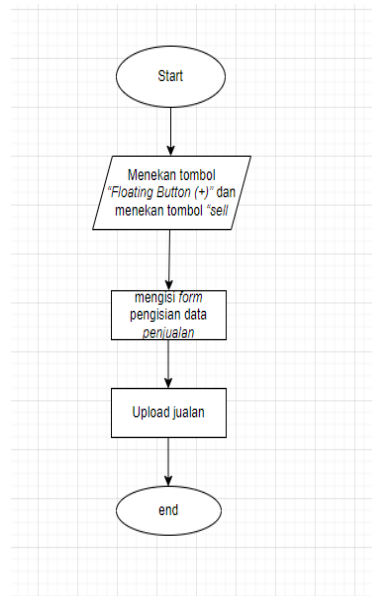 Start
Menekan tombol
"Floating Button (+)" dan
menekan tombol "sell
mengisi form
pengisian data
penjualan
Upload jualan
end